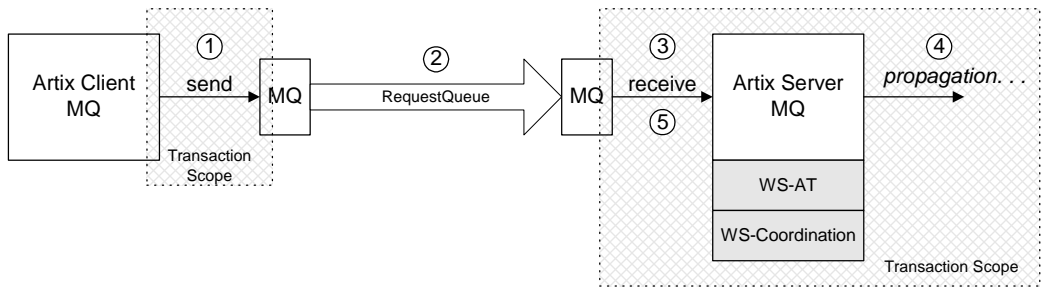 1
2
3
4
Artix Client
MQ
send
MQ
RequestQueue
MQ
receive
5
Artix Server
MQ
propagation. . .
Transaction
Scope
WS-AT
WS-Coordination
Transaction Scope